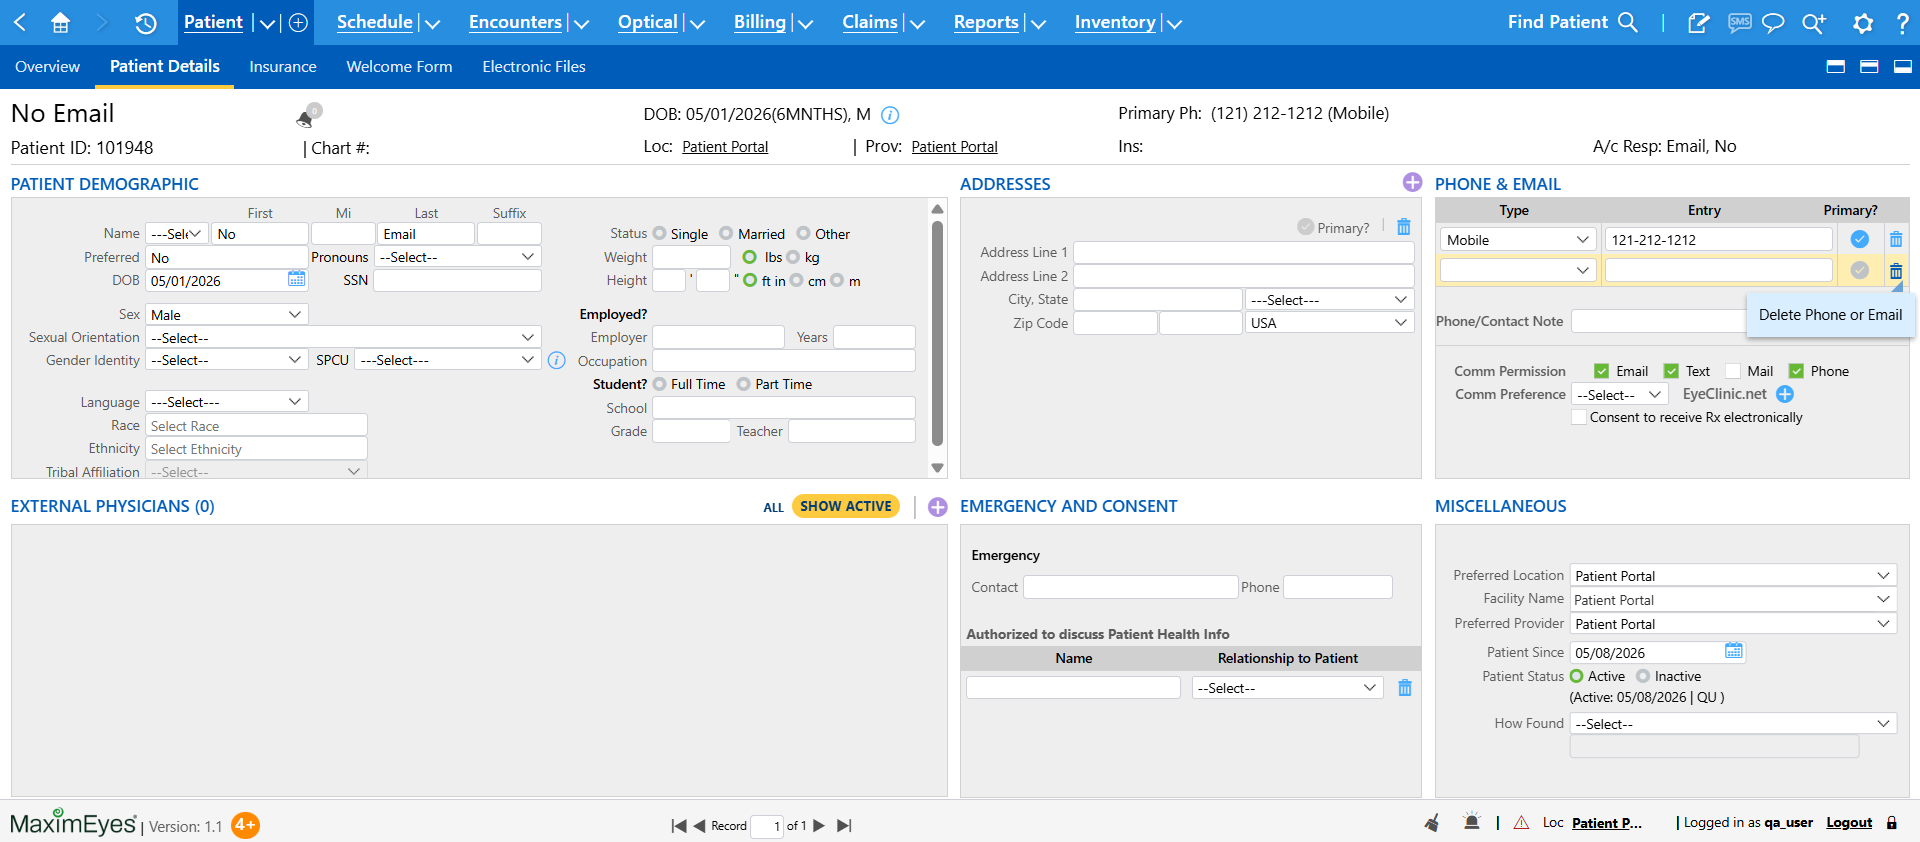 Patient Schedule Encounters Optical Billing Claims Reports Inventory Find Patient SMS ?
Overview Patient Details Insurance Welcome Form Electronic Files
No Email 0 DOB: 05/01/2026(6MNTHS), M i Primary Ph: (121) 212-1212 (Mobile)
Patient ID: 101948 | Chart #: Loc: Patient Portal | Prov: Patient Portal Ins: A/c Resp: Email, No
PATIENT DEMOGRAPHIC
First Mi Last Suffix
Name ---Sele No Email
Preferred No Pronouns --Select--
DOB 05/01/2026 SSN
Sex Male
Sexual Orientation --Select--
Gender Identity --Select-- SPCU ---Select--- i
Language ---Select---
Race Select Race
Ethnicity Select Ethnicity
Tribal Affiliation --Select--
Status Single Married Other
Weight lbs kg
Height ' " ft in cm m
Employed?
Employer Years
Occupation
Student? Full Time Part Time
School
Grade Teacher
ADDRESSES
Primary?
Address Line 1
Address Line 2
City, State ---Select---
Zip Code USA
PHONE & EMAIL
Type Entry Primary?
Mobile 121-212-1212
Delete Phone or Email
Phone/Contact Note
Comm Permission Email Text Mail Phone
Comm Preference --Select-- EyeClinic.net
Consent to receive Rx electronically
EXTERNAL PHYSICIANS (0) ALL SHOW ACTIVE
EMERGENCY AND CONSENT
Emergency
Contact Phone
Authorized to discuss Patient Health Info
Name Relationship to Patient
--Select--
MISCELLANEOUS
Preferred Location Patient Portal
Facility Name Patient Portal
Preferred Provider Patient Portal
Patient Since 05/08/2026
Patient Status Active Inactive
(Active: 05/08/2026 | QU )
How Found --Select--
MaximEyes | Version: 1.1 4+ Record 1 of 1 | Loc Patient P... | Logged in as qa_user Logout